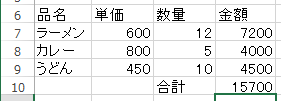 6 品名 単価 数量 金額
7 ラーメン 600 12 7200
8 カレー 800 5 4000
9 うどん 450 10 4500
10 合計 15700